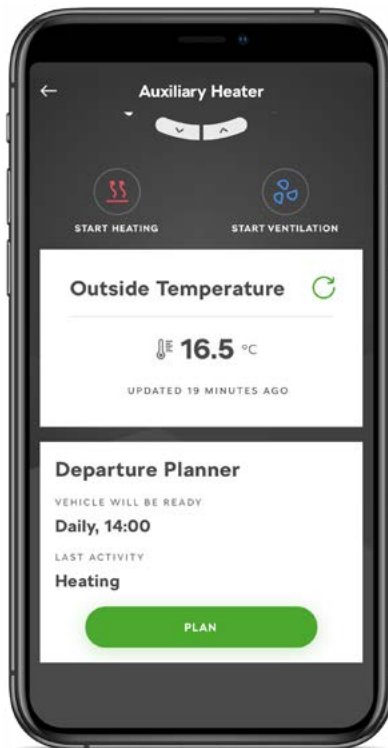 Auxiliary Heater
START HEATING
START VENTILATION
Outside Temperature
16.5 °C
UPDATED 19 MINUTES AGO
Departure Planner
VEHICLE WILL BE READY
Daily, 14:00
LAST ACTIVITY
Heating
PLAN